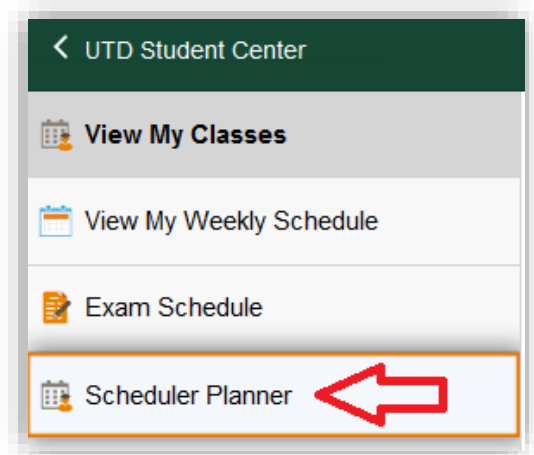 UTD Student Center
View My Classes
View My Weekly Schedule
Exam Schedule
Scheduler Planner